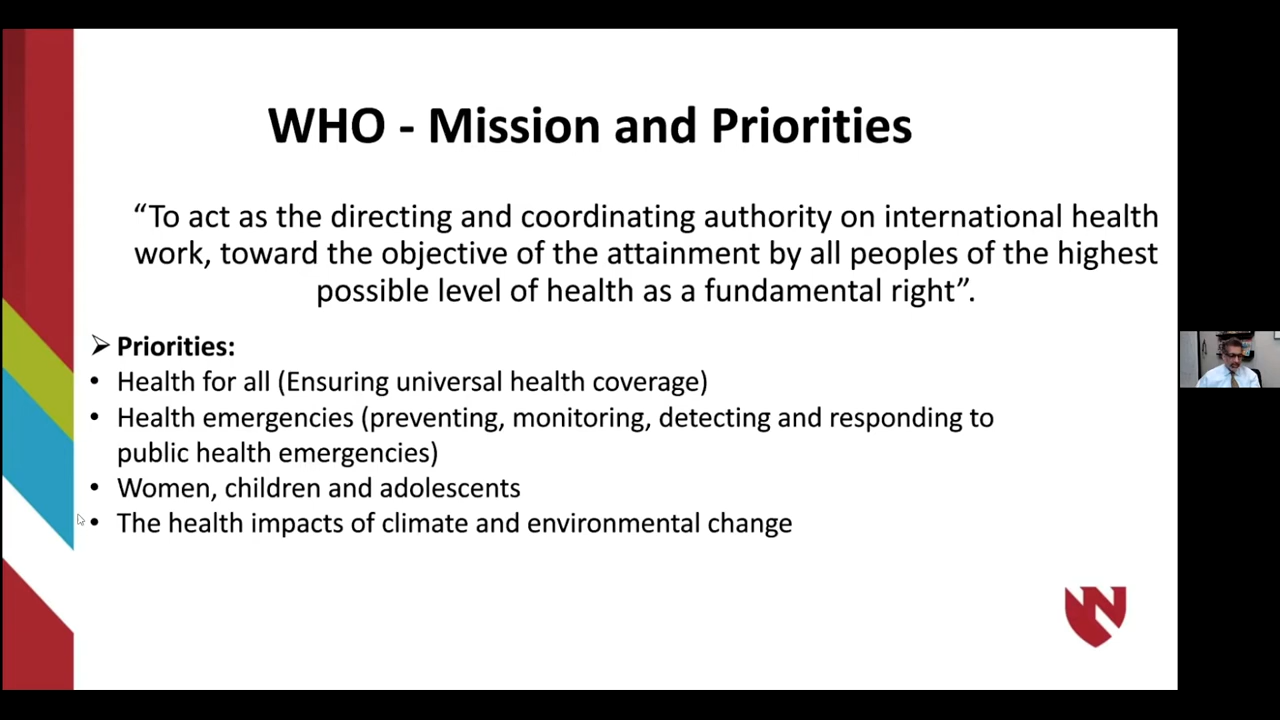 WHO - Mission and Priorities
“To act as the directing and coordinating authority on international health
work, toward the objective of the attainment by all peoples of the highest
possible level of health as a fundamental right”.
➢ Priorities:
• Health for all (Ensuring universal health coverage)
• Health emergencies (preventing, monitoring, detecting and responding to
public health emergencies)
• Women, children and adolescents
• The health impacts of climate and environmental change